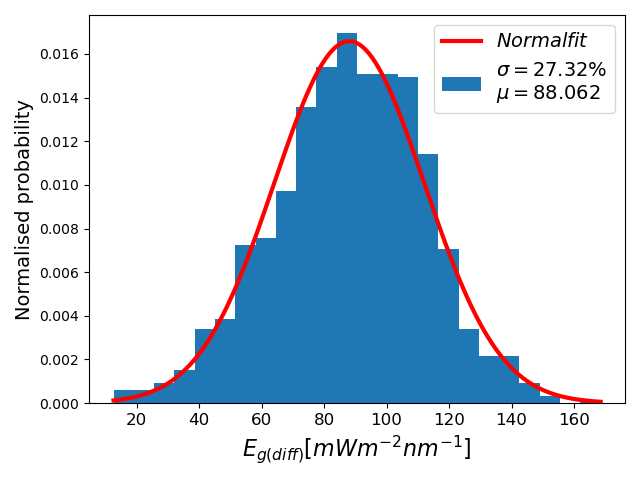 Normalfit
σ = 27.32%
μ = 88.062
Normalised probability
0.016
0.014
0.012
0.010
0.008
0.006
0.004
0.002
0.000
20 40 60 80 100 120 140 160
E_{g(diff)}[mWm⁻²nm⁻¹]